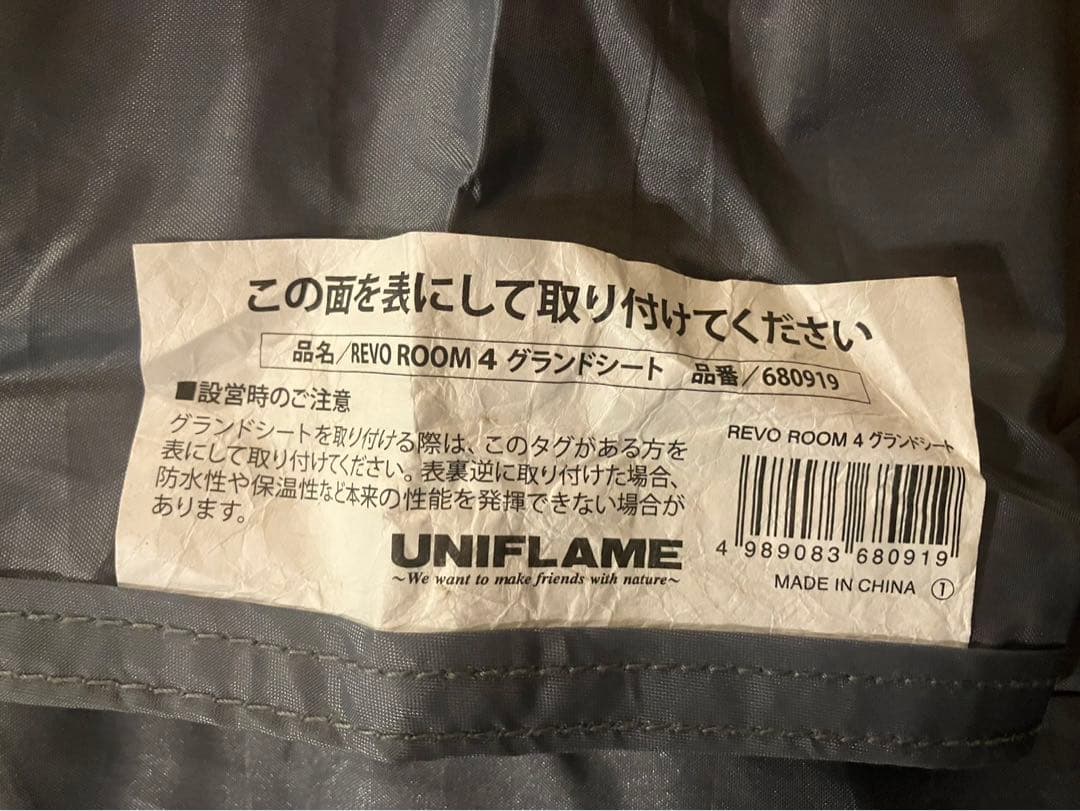 この面を表にして取り付けてください
品名/REVO ROOM 4 グランドシート 品番/680919
■設営時のご注意
グランドシートを取り付ける際は、このタグがある方を
表にして取り付けてください。表裏逆に取り付けた場合、
防水性や保温性など本来の性能を発揮できない場合が
あります。
UNIFLAME
~We want to make friends with nature~
REVO ROOM 4 グランドシート
4 989083 680919
MADE IN CHINA ①